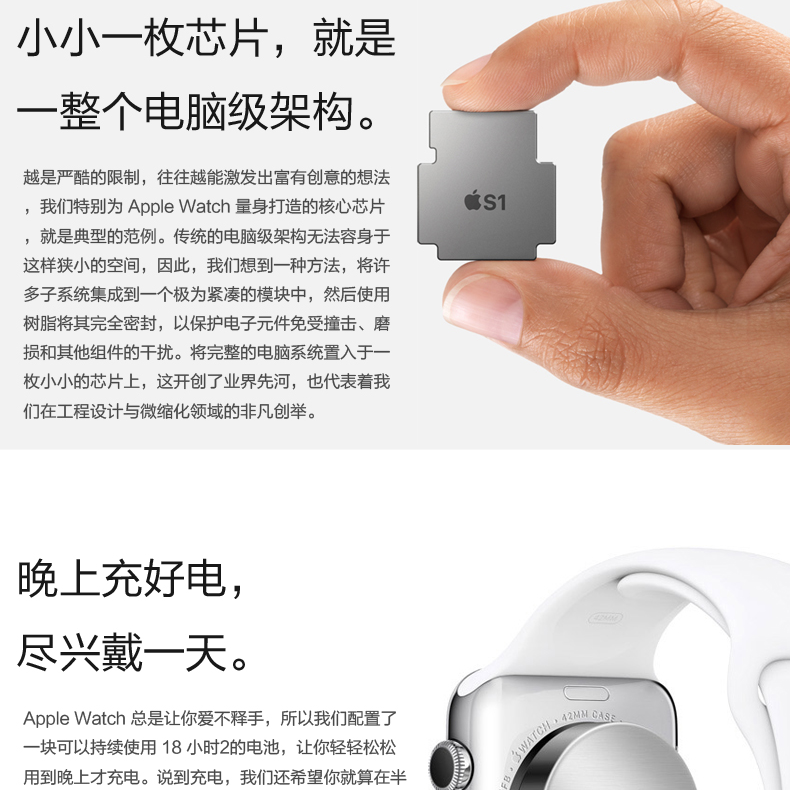 小小一枚芯片，就是
一整个电脑级架构。
越是严酷的限制，往往越能激发出富有创意的想法
，我们特别为 Apple Watch 量身打造的核心芯片
，就是典型的范例。传统的电脑级架构无法容身于
这样狭小的空间，因此，我们想到一种方法，将许
多子系统集成到一个极为紧凑的模块中，然后使用
树脂将其完全密封，以保护电子元件免受撞击、磨
损和其他组件的干扰。将完整的电脑系统置入于一
枚小小的芯片上，这开创了业界先河，也代表着我
们在工程设计与微缩化领域的非凡创举。
S1
晚上充好电，
尽兴戴一天。
Apple Watch 总是让你爱不释手，所以我们配置了
一块可以持续使用 18 小时2的电池，让你轻轻松松
用到晚上才充电。说到充电，我们还希望你就算在半
WATCH · 42MM CASE ·